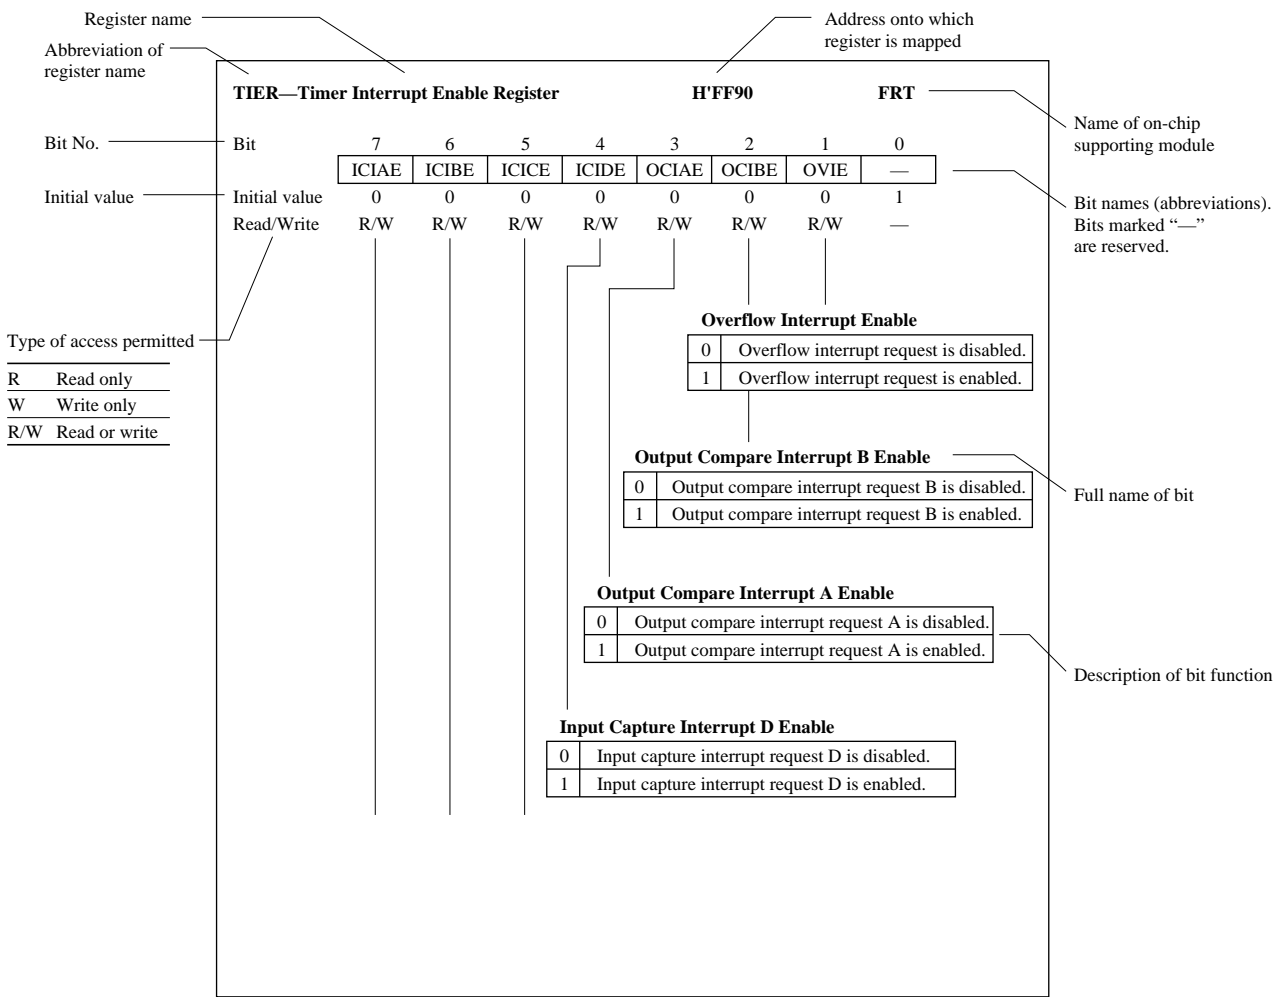 Register name
Address onto which
register is mapped
Abbreviation of
register name
TIER—Timer Interrupt Enable Register H'FF90 FRT
Name of on-chip
supporting module
Bit No.
Bit 7 6 5 4 3 2 1 0
ICIAE ICIBE ICICE ICIDE OCIAE OCIBE OVIE —
Initial value
Initial value 0 0 0 0 0 0 0 1
Read/Write R/W R/W R/W R/W R/W R/W R/W —
Bit names (abbreviations).
Bits marked “—”
are reserved.
Type of access permitted
R Read only
W Write only
R/W Read or write
Overflow Interrupt Enable
0 Overflow interrupt request is disabled.
1 Overflow interrupt request is enabled.
Output Compare Interrupt B Enable
0 Output compare interrupt request B is disabled.
1 Output compare interrupt request B is enabled.
Full name of bit
Output Compare Interrupt A Enable
0 Output compare interrupt request A is disabled.
1 Output compare interrupt request A is enabled.
Description of bit function
Input Capture Interrupt D Enable
0 Input capture interrupt request D is disabled.
1 Input capture interrupt request D is enabled.